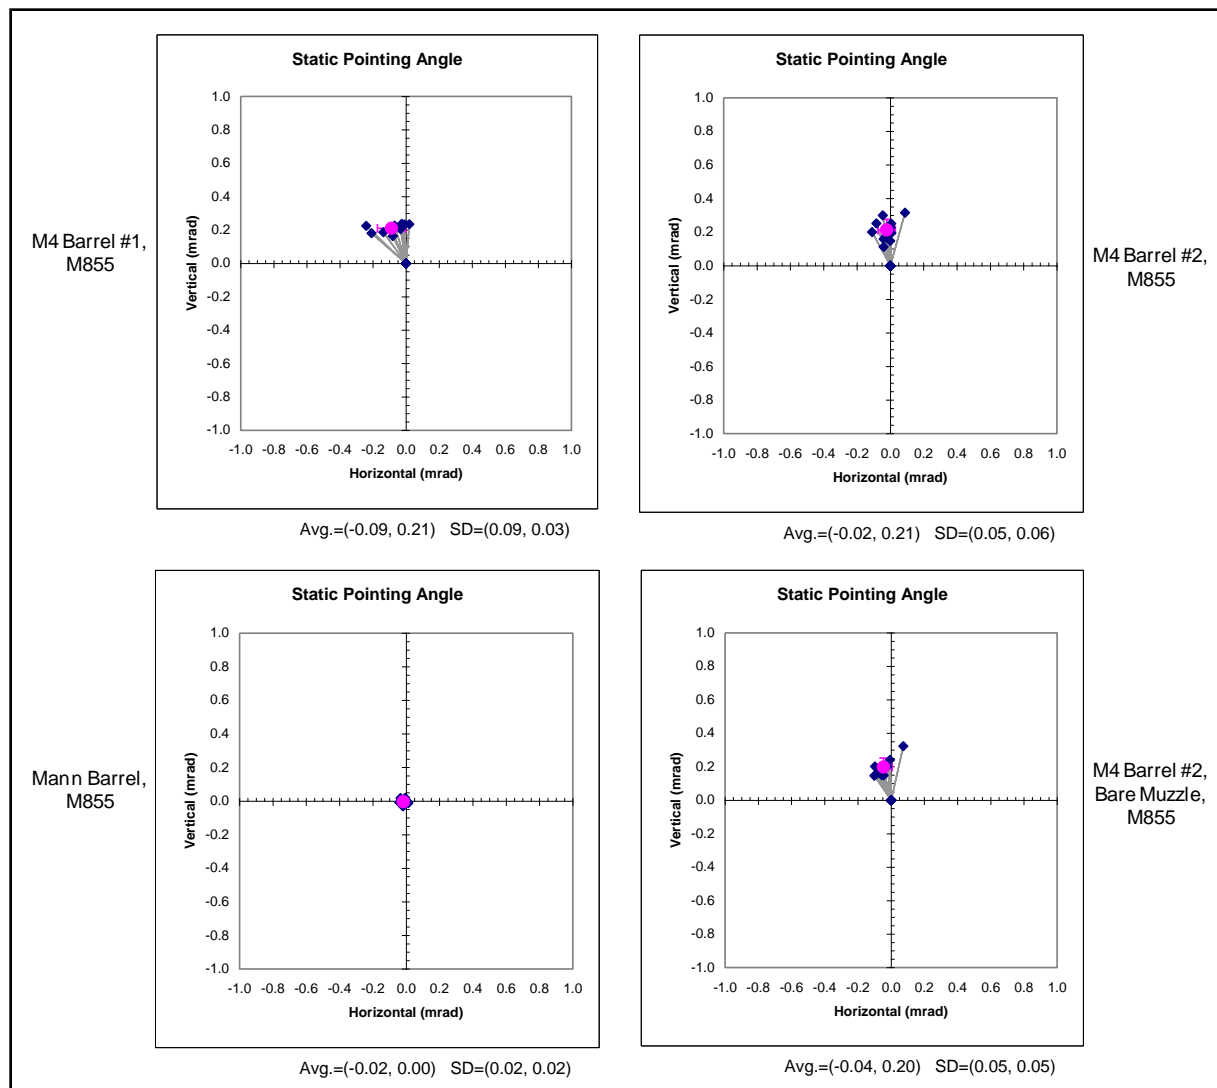 M4 Barrel #1,
M855
Static Pointing Angle
1.0
0.8
0.6
0.4
0.2
0.0
-0.2
-0.4
-0.6
-0.8
-1.0
-1.0 -0.8 -0.6 -0.4 -0.2 0.0 0.2 0.4 0.6 0.8 1.0
Vertical (mrad)
Horizontal (mrad)
Avg.=(-0.09, 0.21) SD=(0.09, 0.03)
Static Pointing Angle
1.0
0.8
0.6
0.4
0.2
0.0
-0.2
-0.4
-0.6
-0.8
-1.0
-1.0 -0.8 -0.6 -0.4 -0.2 0.0 0.2 0.4 0.6 0.8 1.0
Vertical (mrad)
Horizontal (mrad)
Avg.=(-0.02, 0.21) SD=(0.05, 0.06)
M4 Barrel #2,
M855
Mann Barrel,
M855
Static Pointing Angle
1.0
0.8
0.6
0.4
0.2
0.0
-0.2
-0.4
-0.6
-0.8
-1.0
-1.0 -0.8 -0.6 -0.4 -0.2 0.0 0.2 0.4 0.6 0.8 1.0
Vertical (mrad)
Horizontal (mrad)
Avg.=(-0.02, 0.00) SD=(0.02, 0.02)
Static Pointing Angle
1.0
0.8
0.6
0.4
0.2
0.0
-0.2
-0.4
-0.6
-0.8
-1.0
-1.0 -0.8 -0.6 -0.4 -0.2 0.0 0.2 0.4 0.6 0.8 1.0
Vertical (mrad)
Horizontal (mrad)
Avg.=(-0.04, 0.20) SD=(0.05, 0.05)
M4 Barrel #2,
Bare Muzzle,
M855